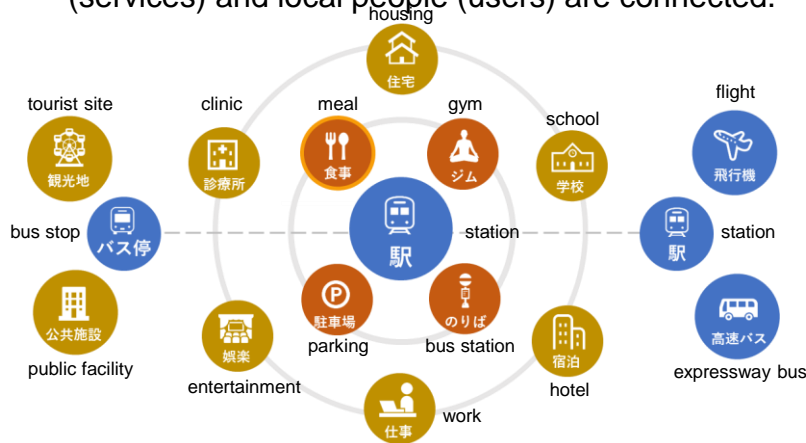 (services) and local people (users) are connected.
housing
住宅
tourist site
clinic
meal
gym
school
flight
観光地
診療所
食事
ジム
学校
飛行機
bus stop
バス停
駅
station
駅
station
公共施設
駐車場
のりば
高速バス
public facility
娯楽
parking
bus station
宿泊
expressway bus
entertainment
hotel
仕事
work
P